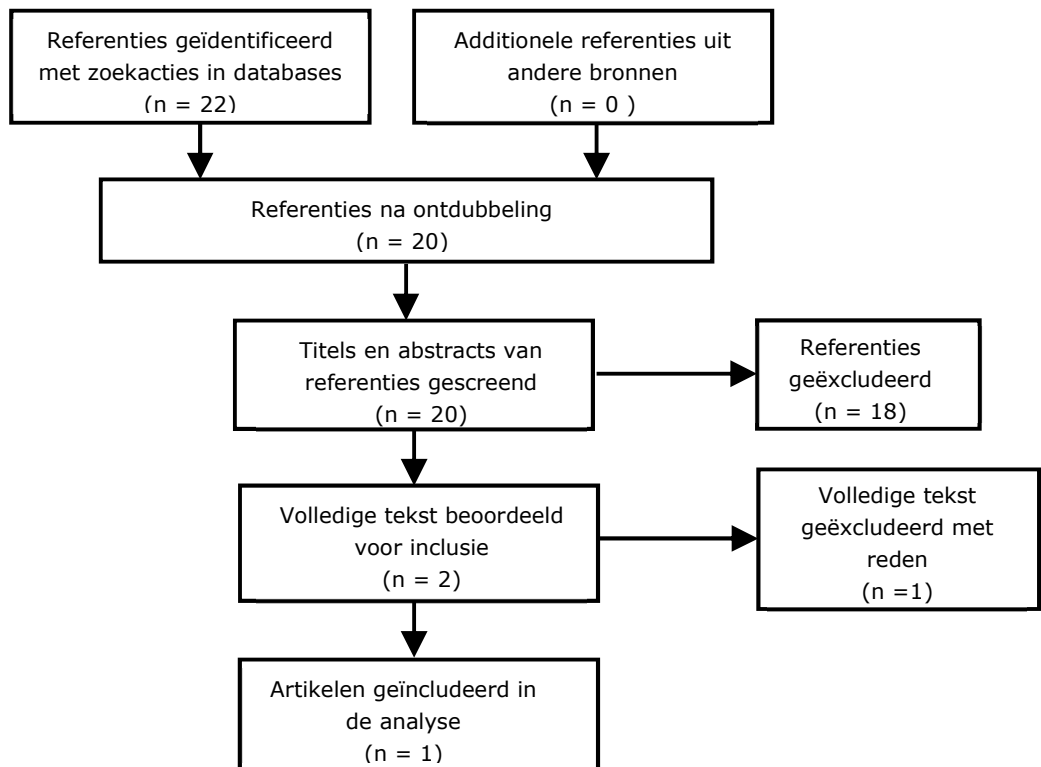 Referenties geïdentificeerd
met zoekacties in databases
(n = 22)
Additionele referenties uit
andere bronnen
(n = 0 )
Referenties na ontdubbeling
(n = 20)
Titels en abstracts van
referenties gescreend
(n = 20)
Referenties
geëxcludeerd
(n = 18)
Volledige tekst beoordeeld
voor inclusie
(n = 2)
Volledige tekst
geëxcludeerd met
reden
(n =1)
Artikelen geïncludeerd in
de analyse
(n = 1)